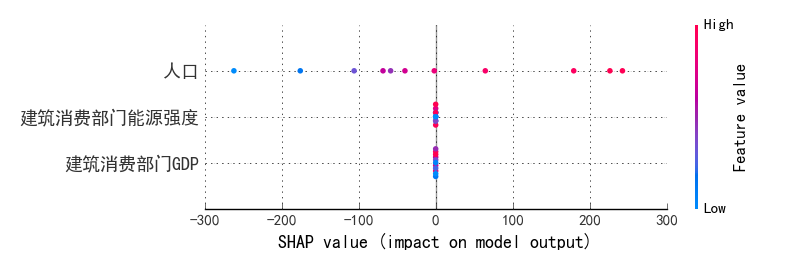 High
人口
建筑消费部门能源强度
建筑消费部门GDP
Feature value
Low
−300 −200 −100 0 100 200 300
SHAP value (impact on model output)